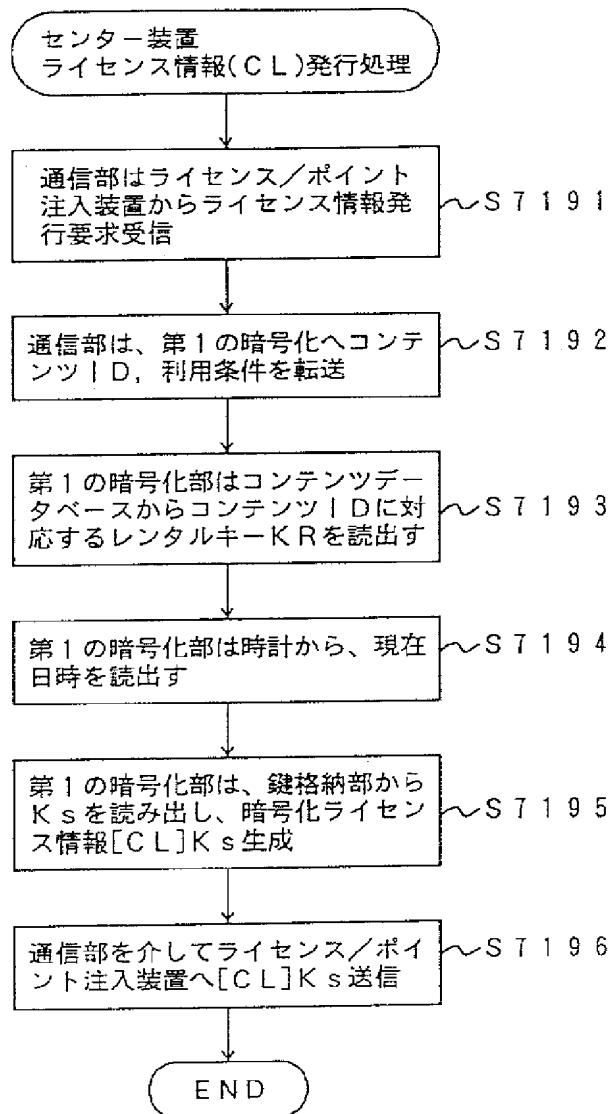 センター装置
ライセンス情報(CL)発行処理
通信部はライセンス/ポイント
注入装置からライセンス情報発
行要求受信
S7191
通信部は、第1の暗号化へコンテ
ンツID,利用条件を転送
S7192
第1の暗号化部はコンテンツデー
タベースからコンテンツIDに対
応するレンタルキーKRを読出す
S7193
第1の暗号化部は時計から、現在
日時を読出す
S7194
第1の暗号化部は、鍵格納部から
Ksを読み出し、暗号化ライセン
ス情報[CL]Ks生成
S7195
通信部を介してライセンス/ポイ
ント注入装置へ[CL]Ks送信
S7196
END